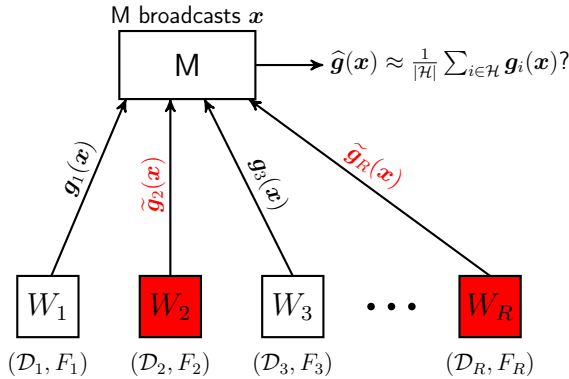 M broadcasts 𝒙
M
𝒈̂(𝒙) ≈ 1/|ℋ| ∑_{i∈ℋ} 𝒈_i(𝒙)?
𝒈_1(𝒙)
𝒈̃_2(𝒙)
𝒈_3(𝒙)
𝒈̃_R(𝒙)
W_1 W_2 W_3 • • • W_R
(𝒟_1, F_1) (𝒟_2, F_2) (𝒟_3, F_3) (𝒟_R, F_R)